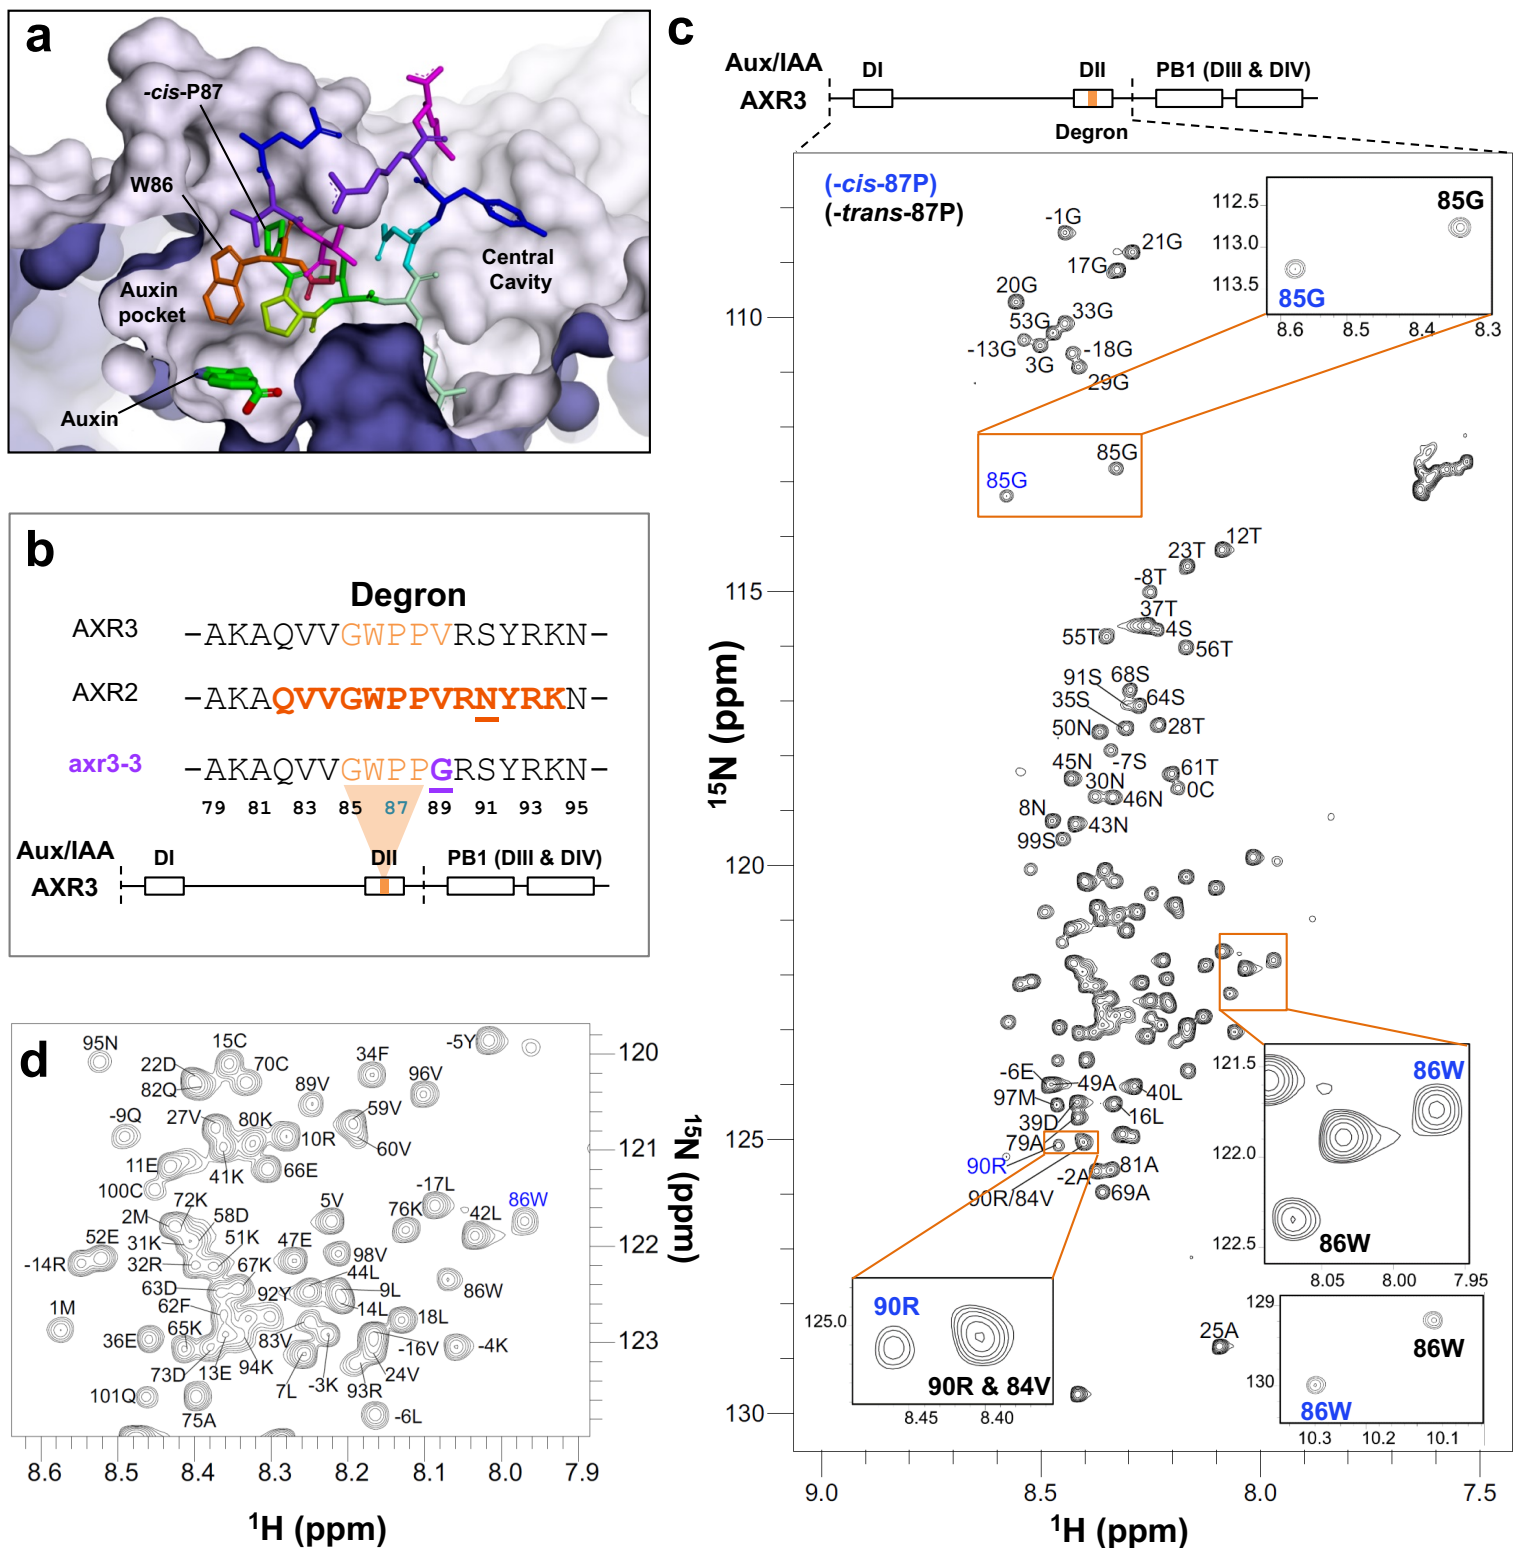 a
-cis-P87
W86
Auxin
pocket
Auxin
Central
Cavity
b
Degron
AXR3
–AKAQVVGWPPVRSYRKN–
AXR2
–AKAQVVGWPPVRNYRKN–
axr3-3
–AKAQVVGWPPGRSYRKN–
79 81 83 85 87 89 91 93 95
Aux/IAA
AXR3
DI
DII
PB1 (DIII & DIV)
c
Aux/IAA
AXR3
DI
DII
PB1 (DIII & DIV)
Degron
(-cis-87P)
(-trans-87P)
-1G
21G
17G
20G
33G
53G
-13G
3G
-18G
29G
85G
85G
112.5
113.0
113.5
85G
85G
8.6 8.5 8.4 8.3
12T
23T
-8T
37T
4S
55T
56T
91S
68S
35S
64S
50N
28T
-7S
45N
30N
61T
0C
46N
8N
43N
99S
-6E
49A
40L
97M
39D
16L
79A
90R
-2A
81A
90R/84V
69A
25A
121.5
122.0
122.5
86W
86W
8.05 8.00 7.95
125.0
90R
90R & 84V
8.45 8.40
129
130
86W
86W
10.3 10.2 10.1
110
115
120
125
130
15N (ppm)
9.0 8.5 8.0 7.5
1H (ppm)
d
95N
15C
22D
70C
82Q
34F
-5Y
89V
96V
-9Q
27V
80K
59V
10R
60V
11E
41K
66E
100C
72K
2M
58D
5V
-17L
86W
76K
42L
31K
51K
52E
47E
98V
-14R
32R
67K
44L
63D
92Y
9L
86W
62F
14L
1M
18L
65K
83V
36E
-16V
-4K
73D
13E
94K
7L
-3K
24V
93R
101Q
75A
-6L
120
121
122
123
15N (ppm)
8.6 8.5 8.4 8.3 8.2 8.1 8.0 7.9
1H (ppm)